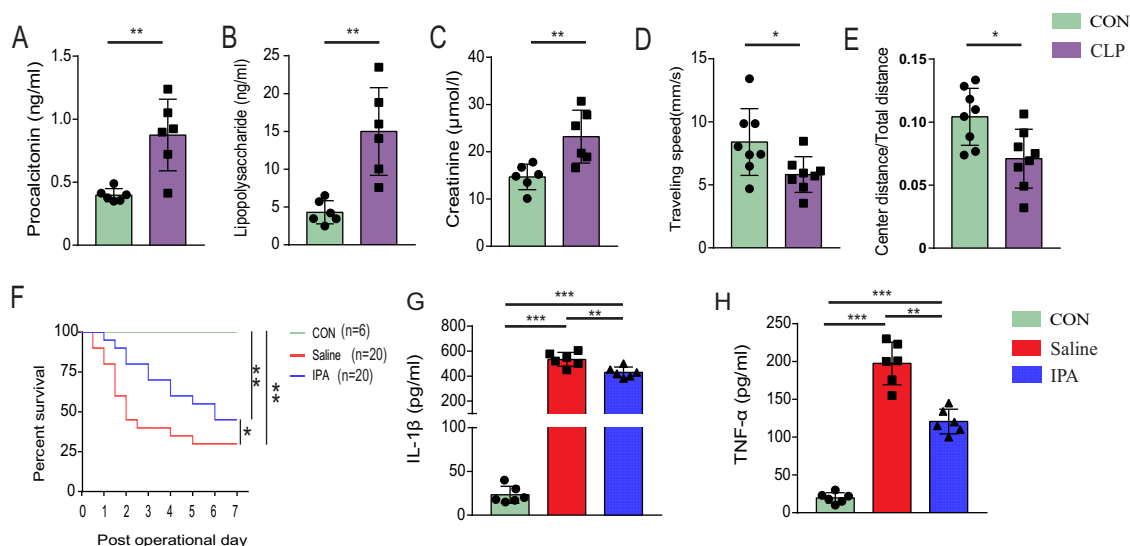 A
**
Procalcitonin (ng/ml)
1.5
1.0
0.5
0.0
B
**
Lipopolysaccharide (ng/ml)
25
20
15
10
5
0
C
**
Creatinine (μmol/l)
40
30
20
10
0
D
*
Traveling speed(mm/s)
15
10
5
0
E
*
Center distance/Total distance
0.15
0.10
0.05
0
CON
CLP
F
Percent survival
100
75
50
25
0
0 1 2 3 4 5 6 7
Post operational day
CON (n=6)
Saline (n=20)
IPA (n=20)
**
**
*
G
***
***
**
IL-1β (pg/ml)
800
600
400
200
100
50
0
H
***
***
**
TNF-α (pg/ml)
250
200
150
100
50
0
CON
Saline
IPA